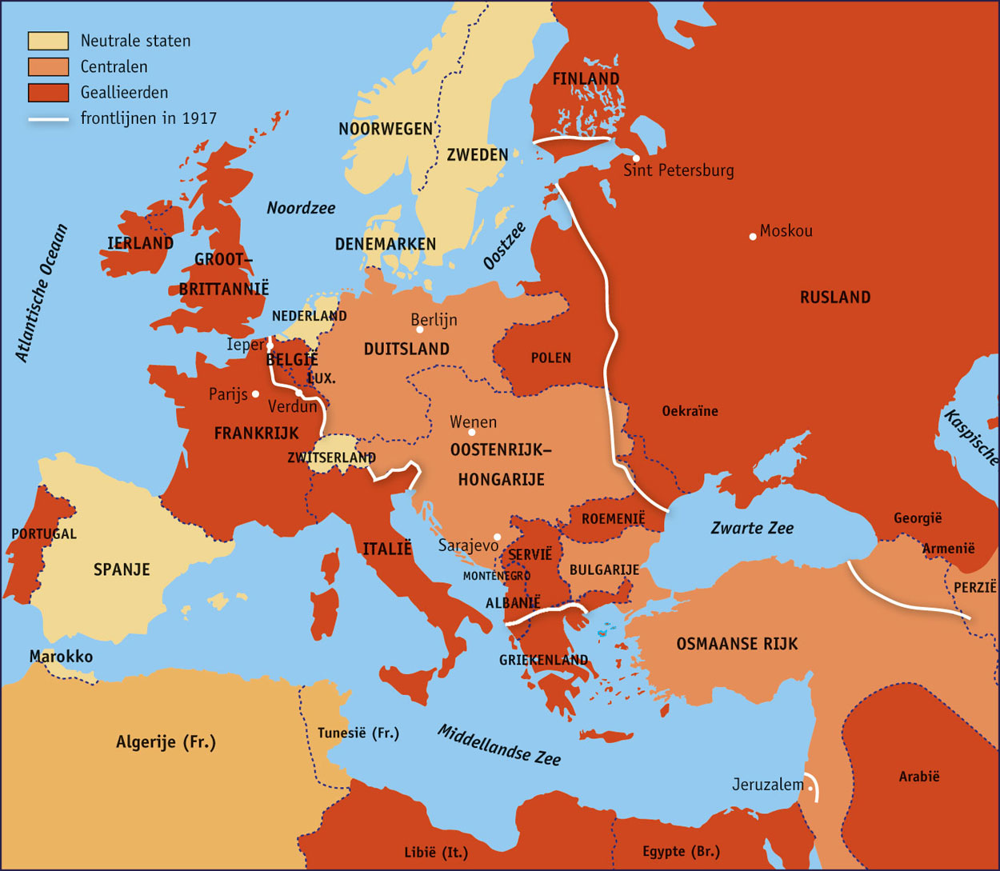 Neutrale staten
Centralen
Geallieerden
frontlijnen in 1917
FINLAND
NOORWEGEN
ZWEDEN
Sint Petersburg
Noordzee
Atlantische Oceaan
IERLAND
DENEMARKEN
Oostzee
Moskou
GROOT–
BRITTANNIË
RUSLAND
NEDERLAND
Berlijn
Ieper
BELGIË
DUITSLAND
POLEN
LUX.
Parijs
Verdun
Oekraïne
Wenen
FRANKRIJK
OOSTENRIJK–
HONGARIJE
Kaspische
ZWITSERLAND
ROEMENIË
Georgië
PORTUGAL
Zwarte Zee
ITALIË
Sarajevo
SERVIË
Armenië
SPANJE
MONTENEGRO
BULGARIJE
PERZIË
ALBANIË
OSMAANSE RIJK
Marokko
GRIEKENLAND
Algerije (Fr.)
Tunesië (Fr.)
Middellandse Zee
Jeruzalem
Arabië
Libië (It.)
Egypte (Br.)